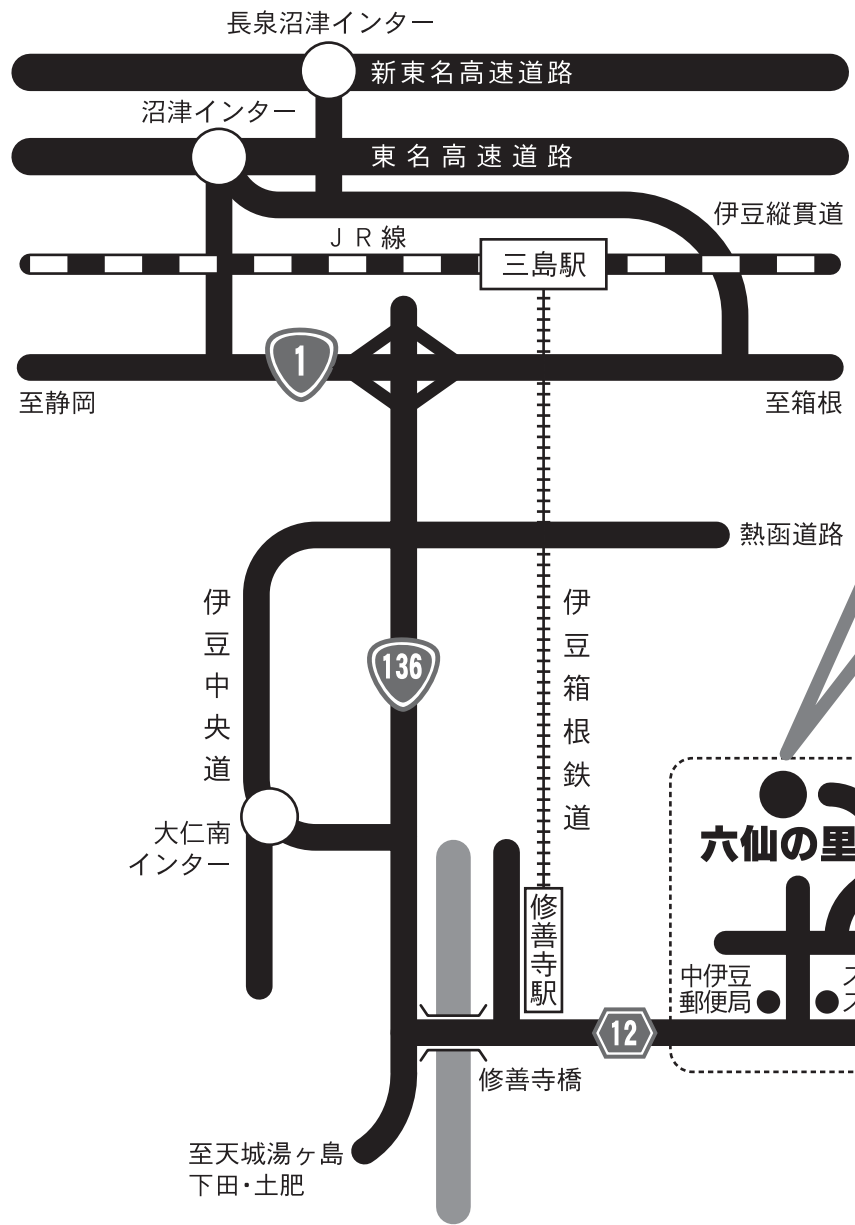 長泉沼津インター
新東名高速道路
沼津インター
東名高速道路
伊豆縦貫道
JR線
三島駅
1
至静岡
至箱根
熱函道路
伊豆中央道
136
伊豆箱根鉄道
大仁南
インター
六仙の里
修善寺駅
中伊豆
郵便局
12
修善寺橋
至天城湯ヶ島
下田・土肥